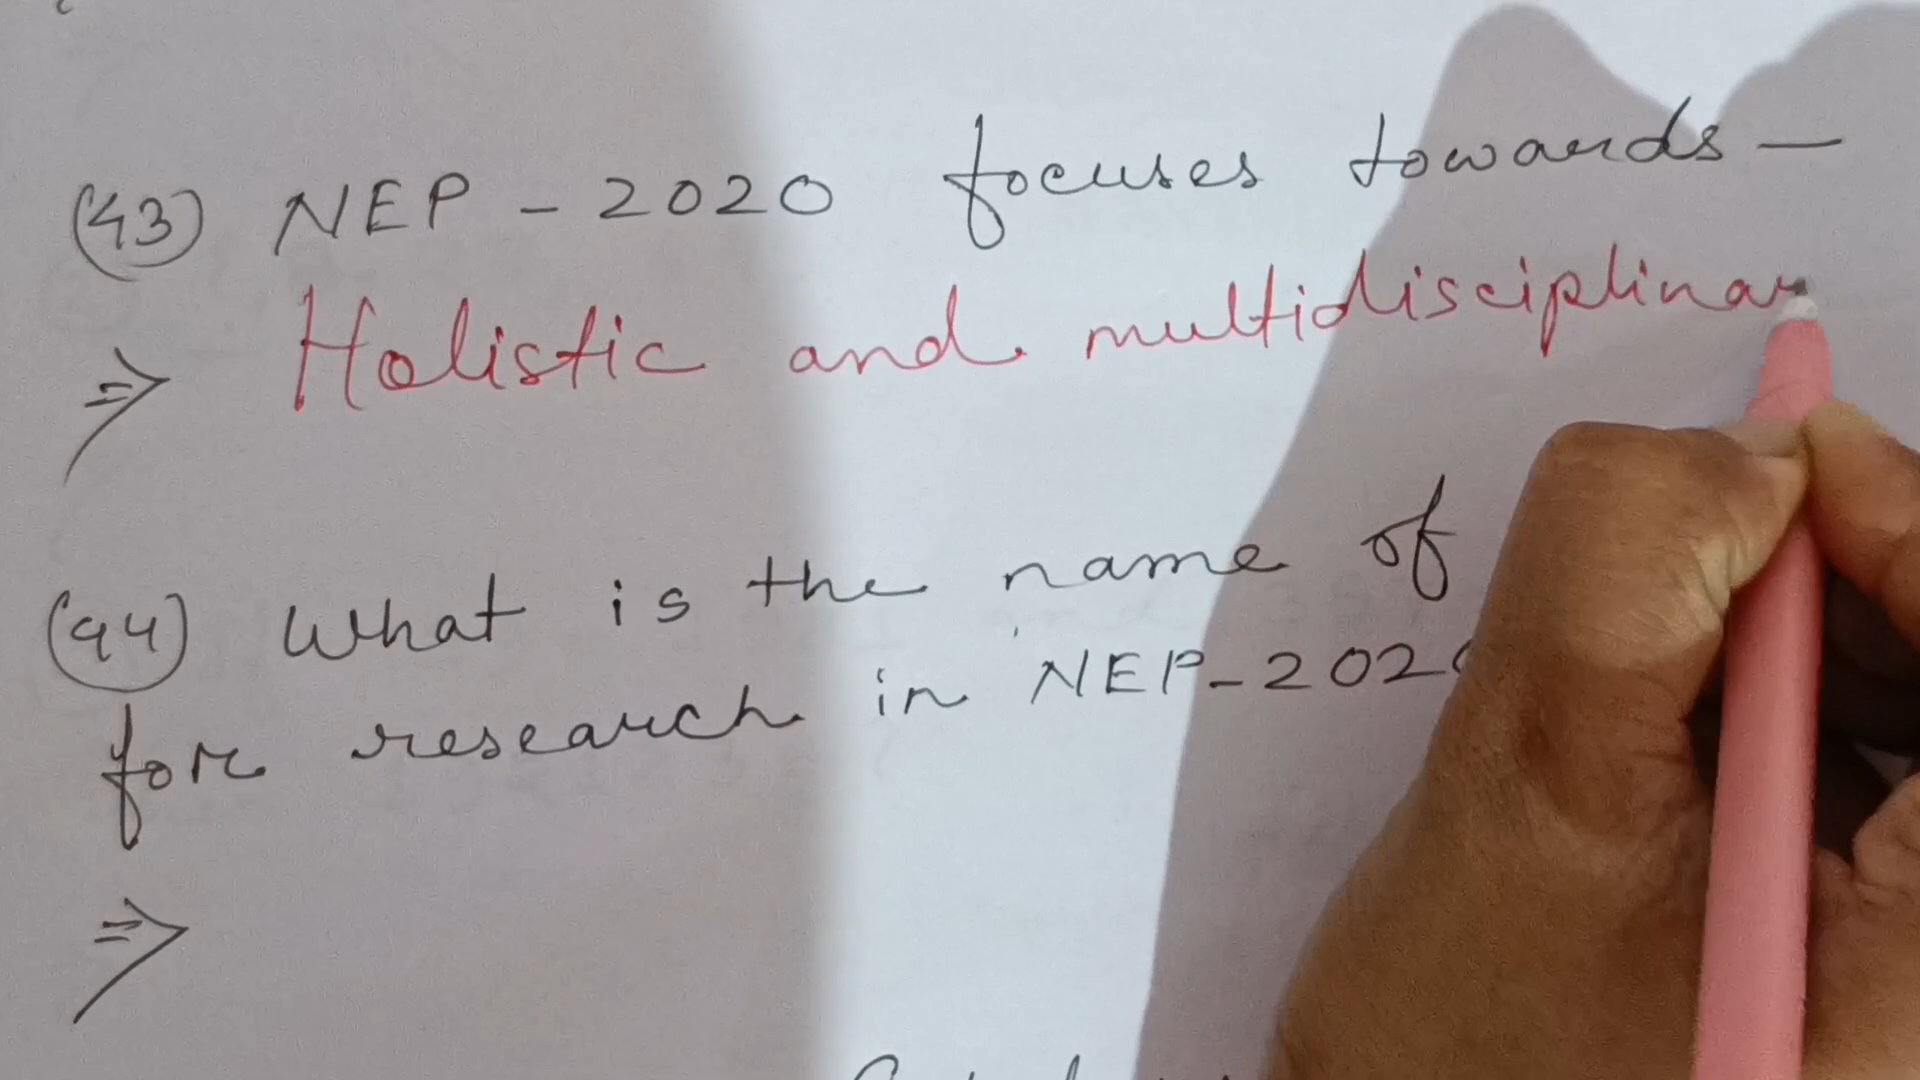 (43) NEP - 2020 focuses towards -
⇒ Holistic and multidisciplinar
(44) What is the name of
for research in NEP-202
⇒